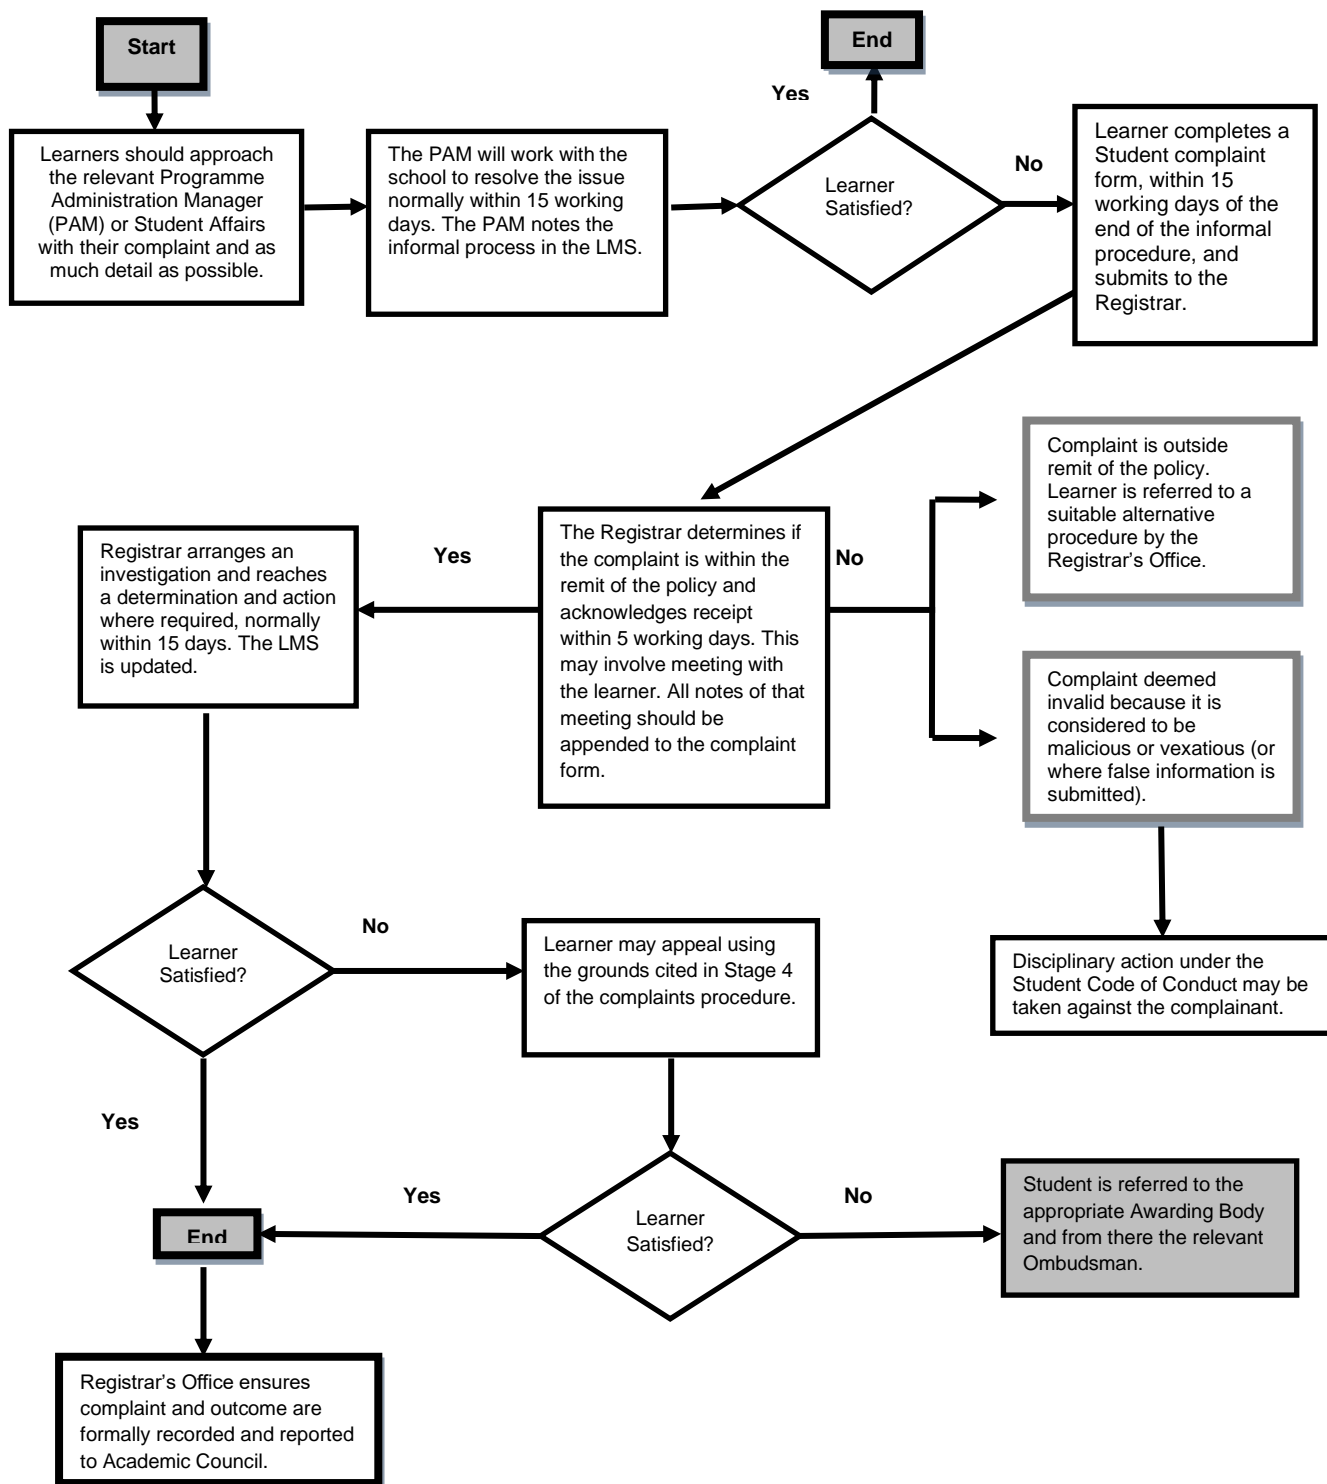 Start
End
Yes
Learners should approach
the relevant Programme
Administration Manager
(PAM) or Student Affairs
with their complaint and as
much detail as possible.
The PAM will work with the
school to resolve the issue
normally within 15 working
days. The PAM notes the
informal process in the LMS.
Learner
Satisfied?
No
Learner completes a
Student complaint
form, within 15
working days of the
end of the informal
procedure, and
submits to the
Registrar.
Complaint is outside
remit of the policy.
Learner is referred to a
suitable alternative
procedure by the
Registrar’s Office.
Registrar arranges an
investigation and reaches
a determination and action
where required, normally
within 15 days. The LMS
is updated.
Yes
The Registrar determines if
the complaint is within the
remit of the policy and
acknowledges receipt
within 5 working days. This
may involve meeting with
the learner. All notes of that
meeting should be
appended to the complaint
form.
No
Complaint deemed
invalid because it is
considered to be
malicious or vexatious (or
where false information is
submitted).
Learner
Satisfied?
No
Learner may appeal using
the grounds cited in Stage 4
of the complaints procedure.
Disciplinary action under the
Student Code of Conduct may be
taken against the complainant.
Yes
End
Yes
Learner
Satisfied?
No
Student is referred to the
appropriate Awarding Body
and from there the relevant
Ombudsman.
Registrar’s Office ensures
complaint and outcome are
formally recorded and reported
to Academic Council.